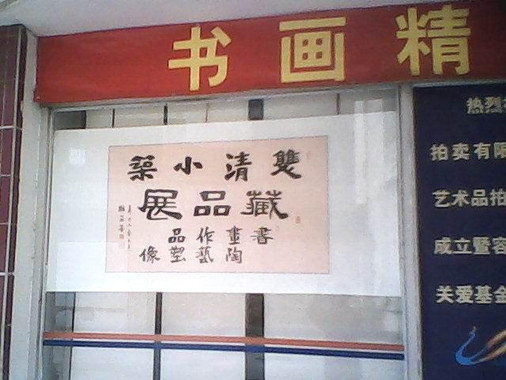 书画精
雙清小築
藏品展
書畫作品
陶藝塑像
热烈
拍卖有限
艺术品拍
成立暨容
关爱基金